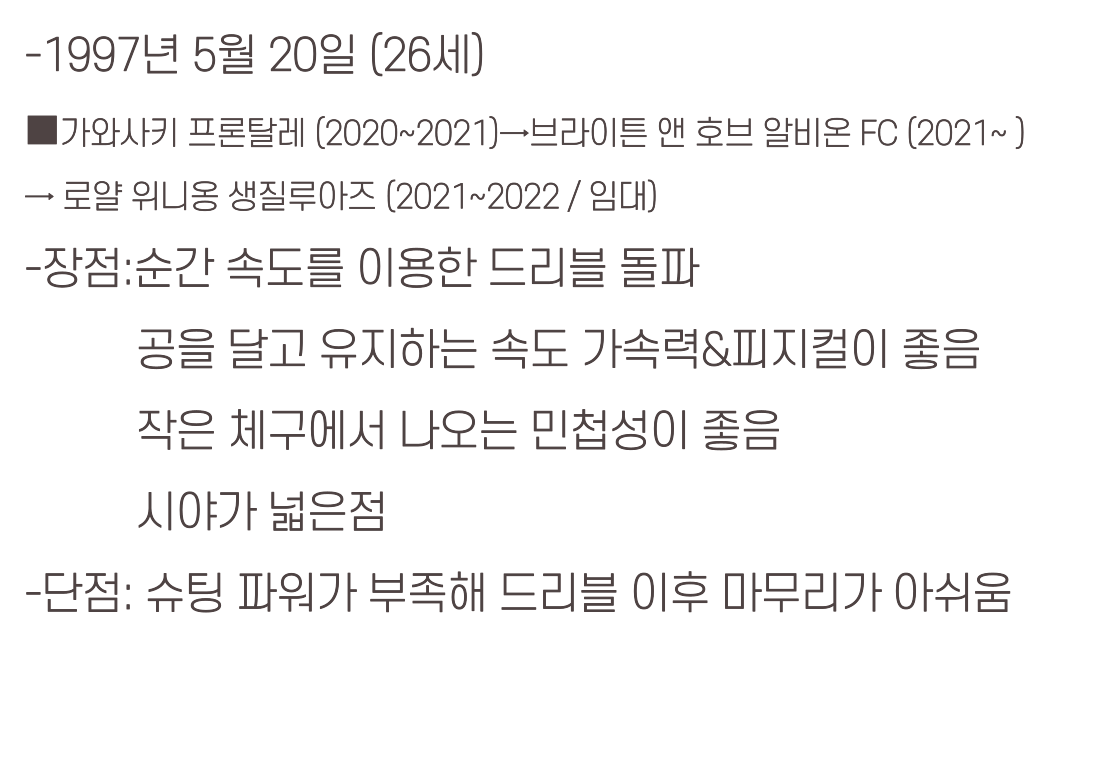 -1997년 5월 20일 (26세)
■가와사키 프론탈레 (2020~2021)→브라이튼 앤 호브 알비온 FC (2021~ )
→ 로얄 위니옹 생질루아즈 (2021~2022 / 임대)
-장점:순간 속도를 이용한 드리블 돌파
공을 달고 유지하는 속도 가속력&피지컬이 좋음
작은 체구에서 나오는 민첩성이 좋음
시야가 넓은점
-단점: 슈팅 파워가 부족해 드리블 이후 마무리가 아쉬움